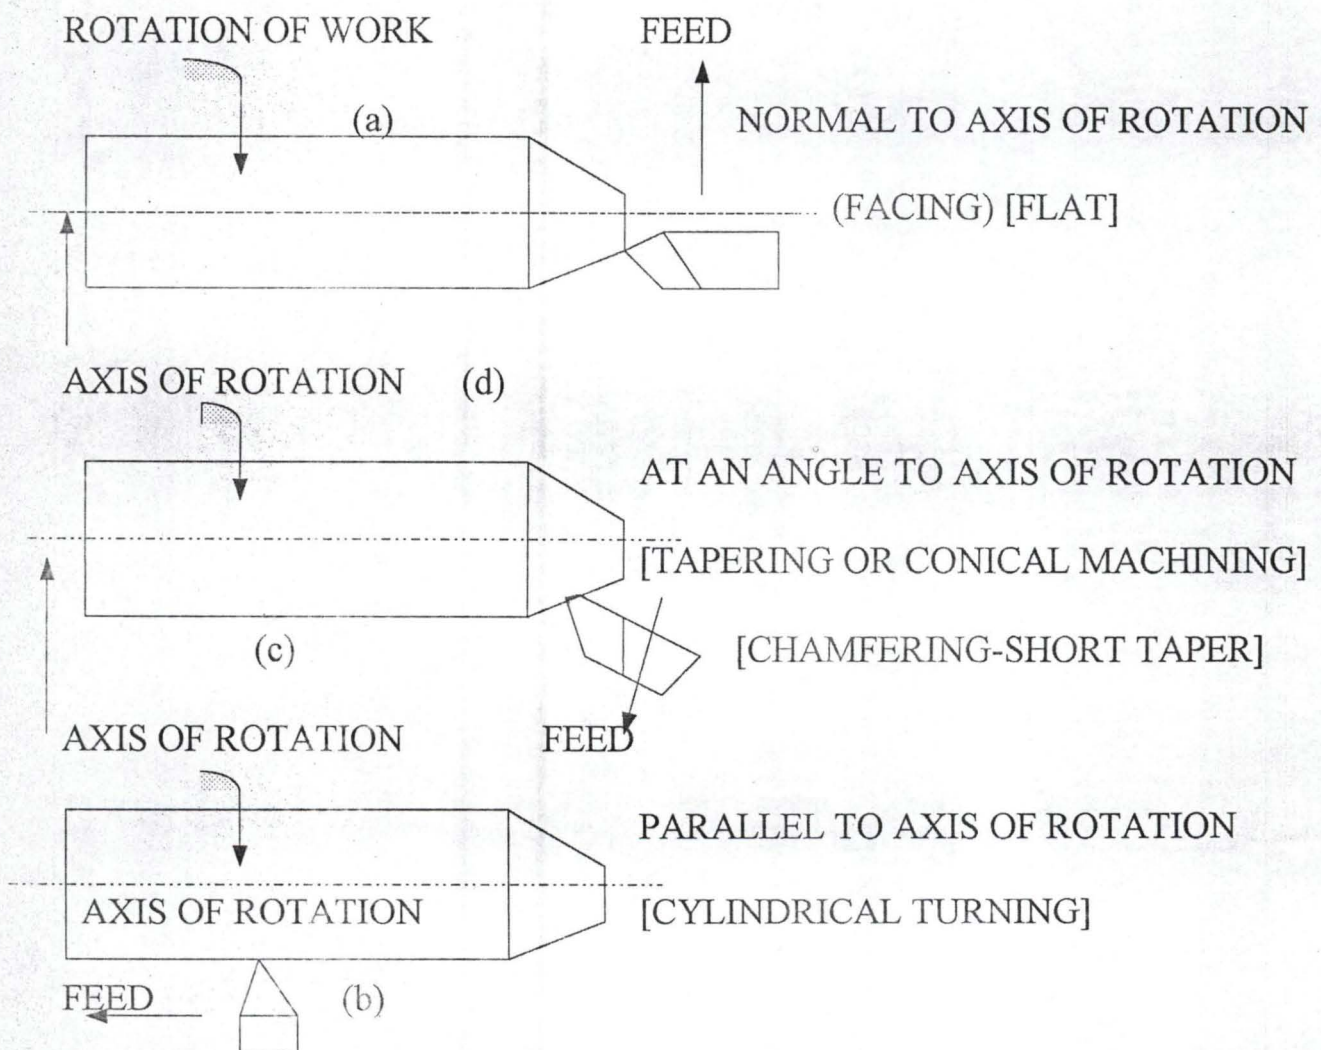 ROTATION OF WORK FEED
(a)
NORMAL TO AXIS OF ROTATION
(FACING) [FLAT]
AXIS OF ROTATION (d)
AT AN ANGLE TO AXIS OF ROTATION
[TAPERING OR CONICAL MACHINING]
(c)
[CHAMFERING-SHORT TAPER]
AXIS OF ROTATION FEED
PARALLEL TO AXIS OF ROTATION
AXIS OF ROTATION
[CYLINDRICAL TURNING]
FEED (b)